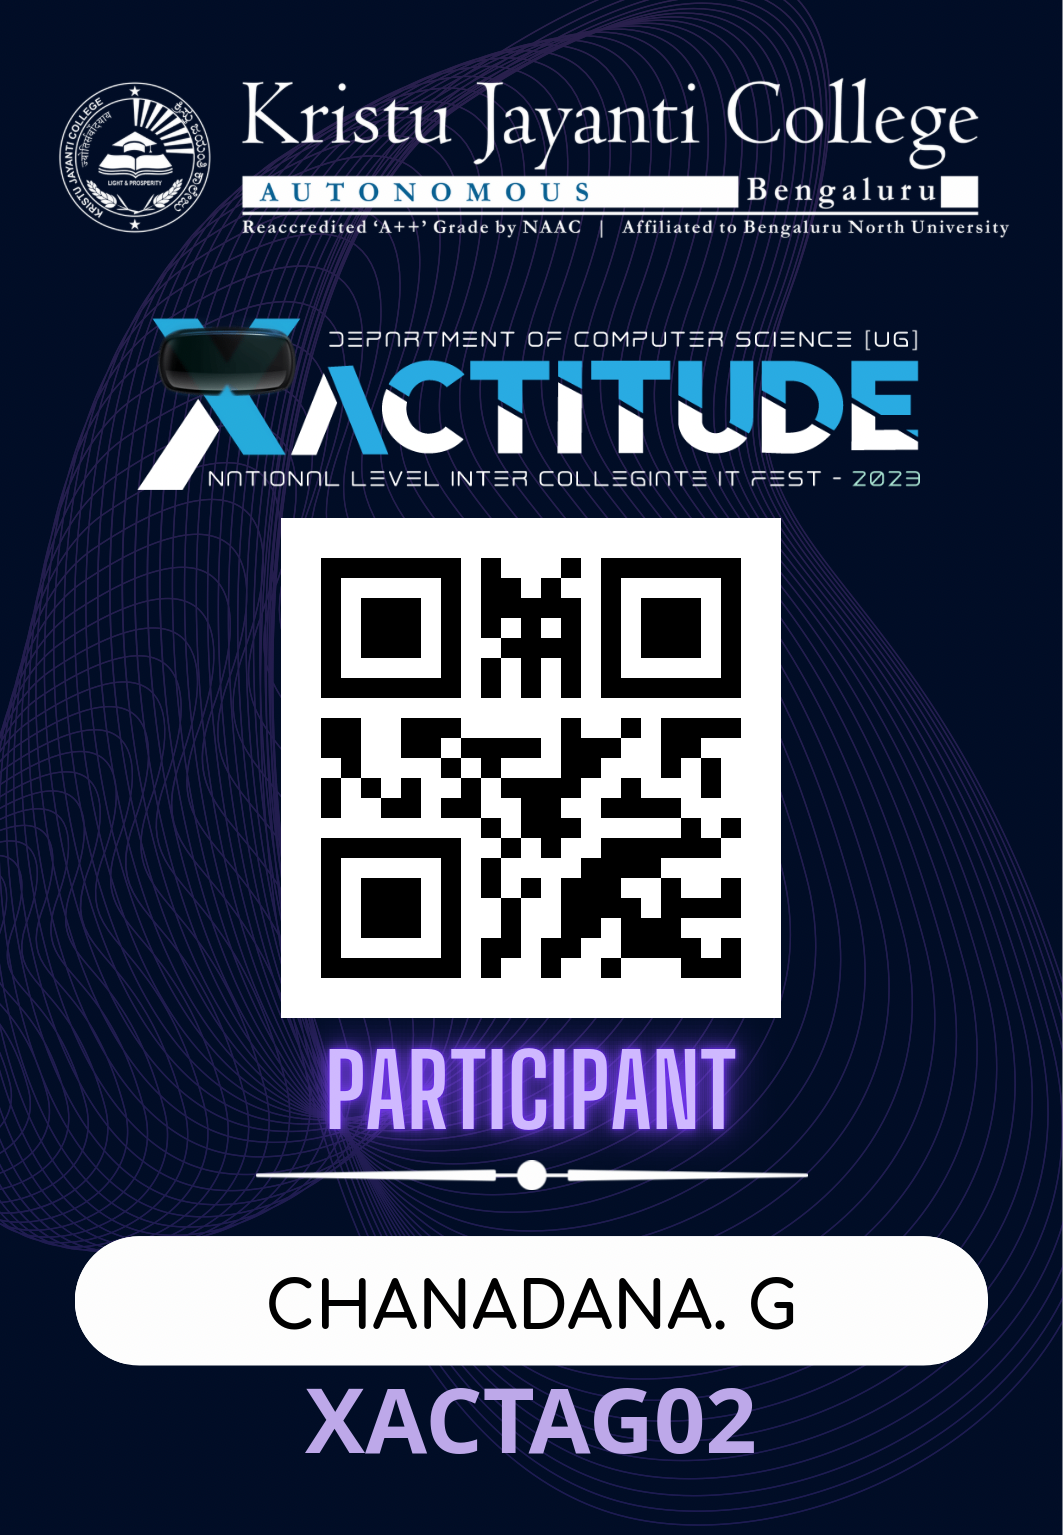 KRISTU JAYANTI COLLEGE
LIGHT & PROSPERITY
Kristu Jayanti College
AUTONOMOUS Bengaluru
Reaccredited ‘A++’ Grade by NAAC | Affiliated to Bengaluru North University
DEPARTMENT OF COMPUTER SCIENCE [UG]
XACTITUDE
NATIONAL LEVEL INTER COLLEGIATE IT FEST - 2023
PARTICIPANT
CHANADANA. G
XACTAG02